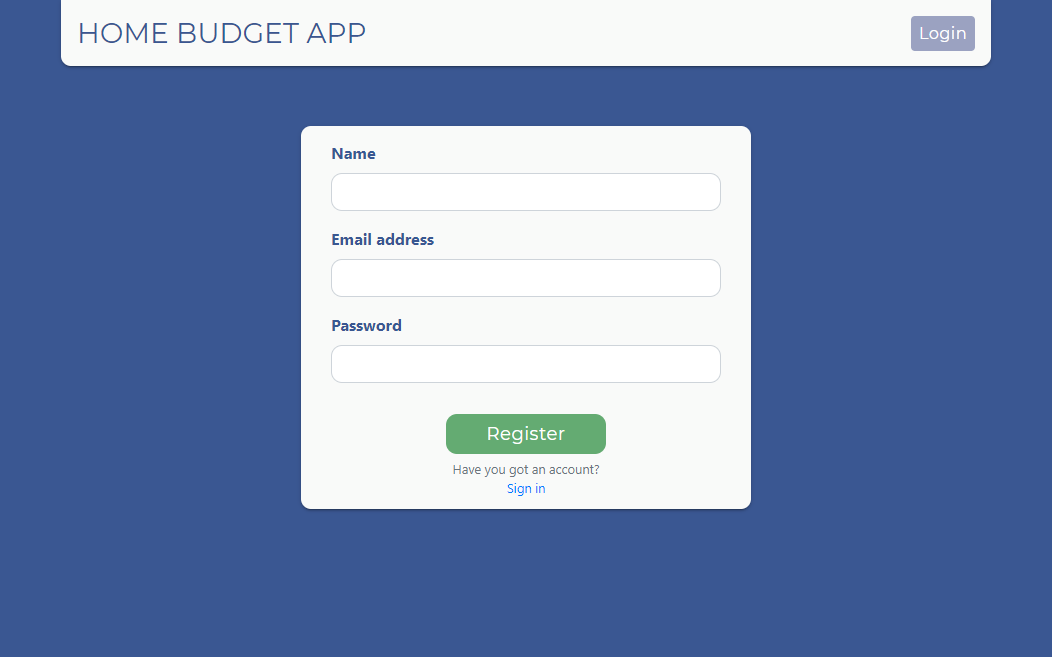 HOME BUDGET APP
Login
Name
Email address
Password
Register
Have you got an account?
Sign in